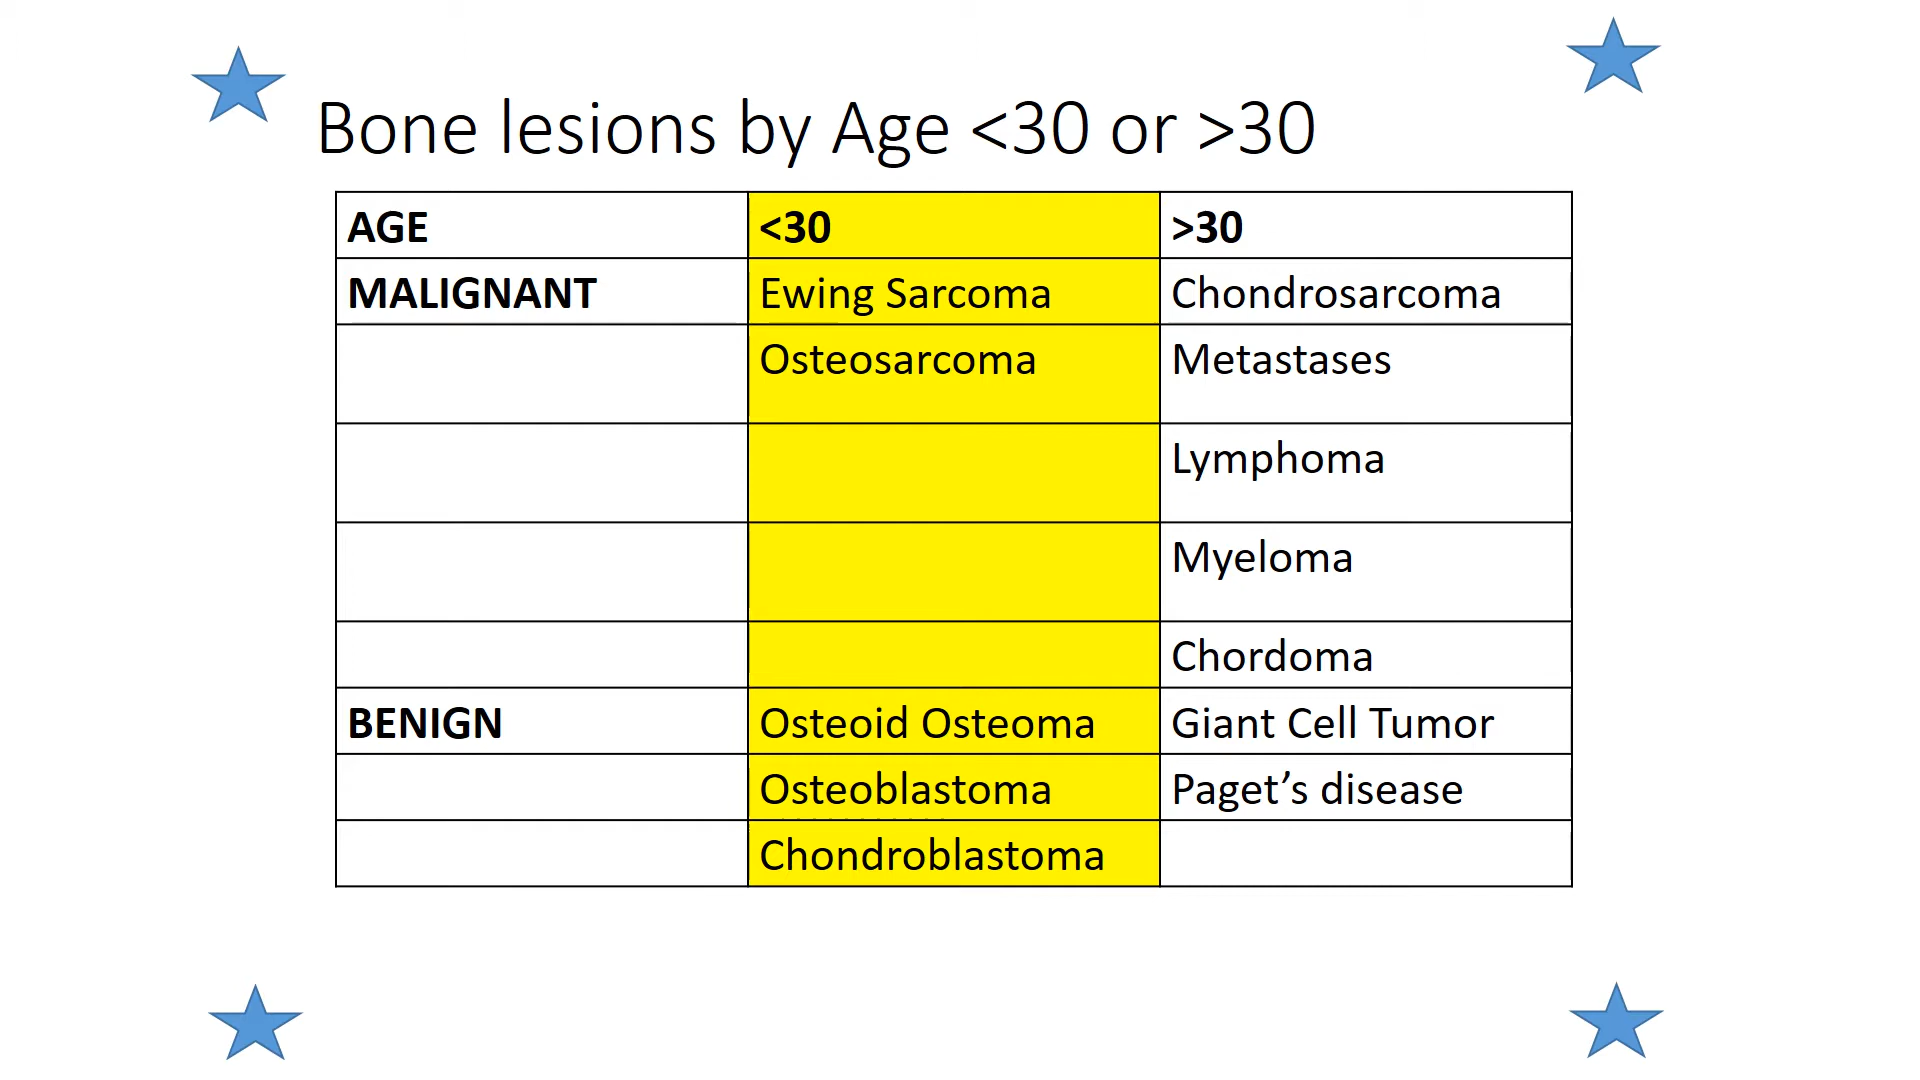 Bone lesions by Age <30 or >30
AGE <30 >30
MALIGNANT Ewing Sarcoma Chondrosarcoma
Osteosarcoma Metastases
Lymphoma
Myeloma
Chordoma
BENIGN Osteoid Osteoma Giant Cell Tumor
Osteoblastoma Paget’s disease
Chondroblastoma